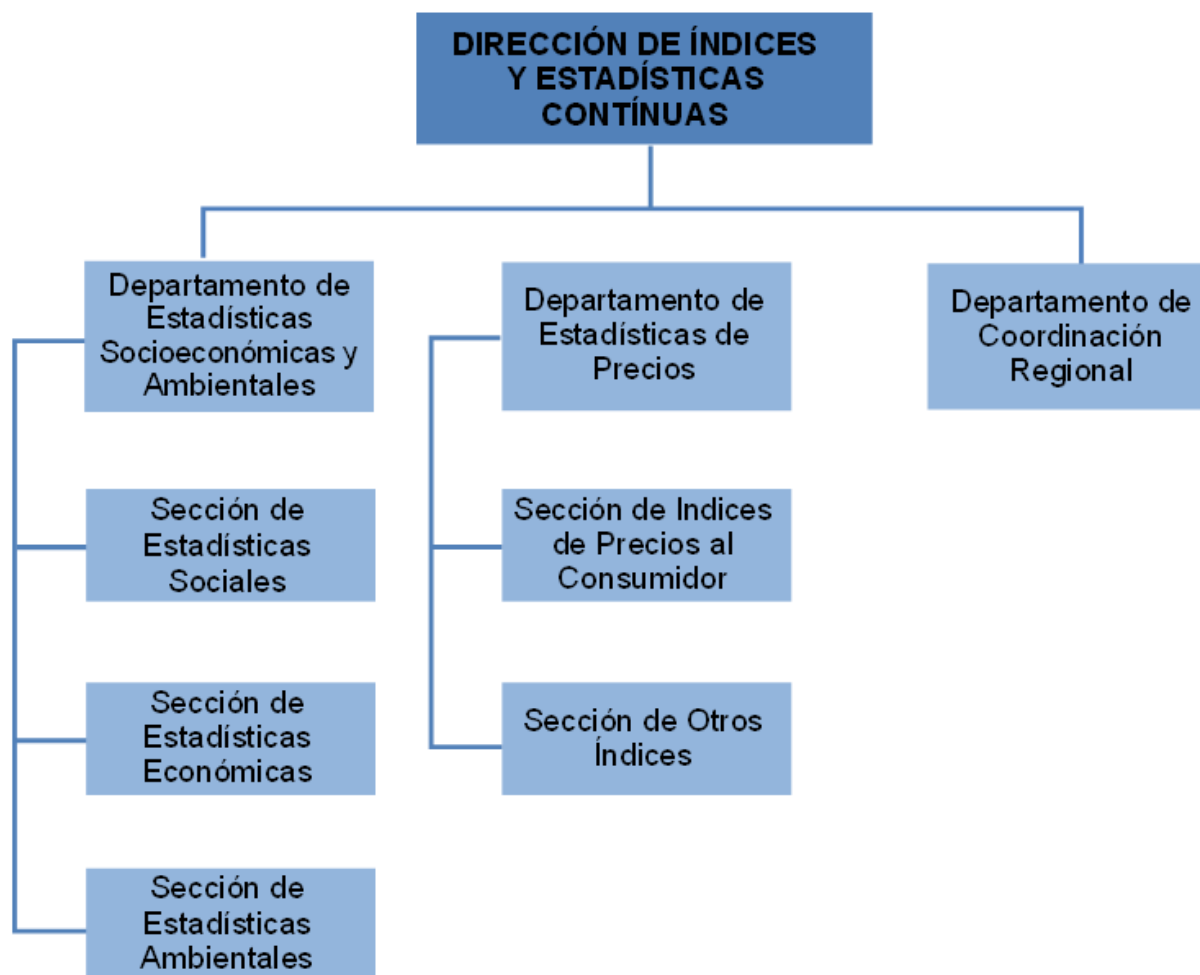 DIRECCIÓN DE ÍNDICES
Y ESTADÍSTICAS
CONTÍNUAS
Departamento de
Estadísticas
Socioeconómicas y
Ambientales
Departamento de
Estadísticas de
Precios
Departamento de
Coordinación
Regional
Sección de
Estadísticas
Sociales
Sección de Indices
de Precios al
Consumidor
Sección de
Estadísticas
Económicas
Sección de Otros
Índices
Sección de
Estadísticas
Ambientales